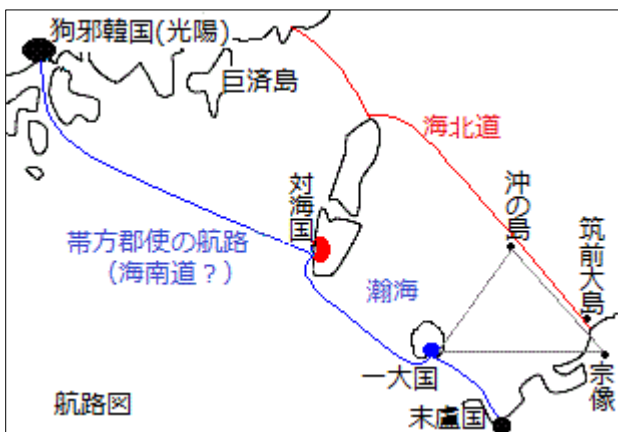 狗邪韓国(光陽)
巨済島
海北道
対海国
沖の島
筑前大島
帯方郡使の航路
(海南道?)
瀚海
一大国
宗像
末盧国
航路図